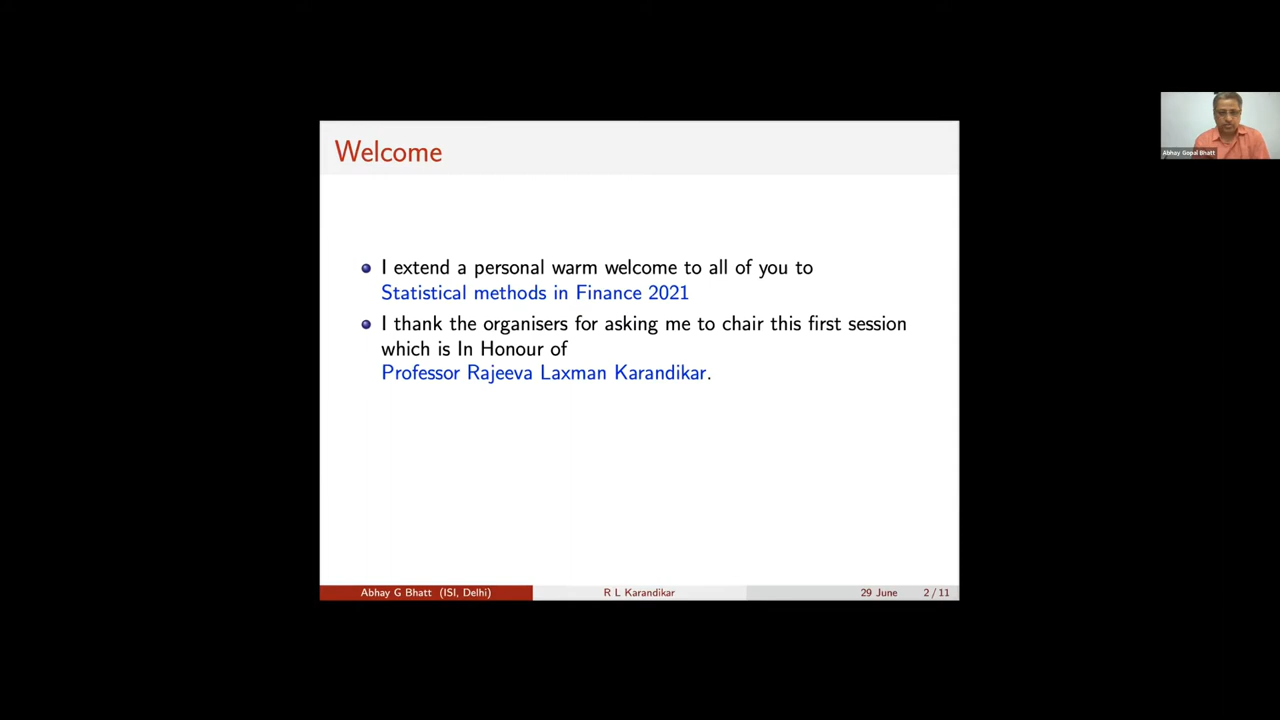 Welcome
I extend a personal warm welcome to all of you to
Statistical methods in Finance 2021
I thank the organisers for asking me to chair this first session
which is In Honour of
Professor Rajeeva Laxman Karandikar.
Abhay G Bhatt (ISI, Delhi)
R L Karandikar
29 June 2 / 11
Abhay Gopal Bhatt